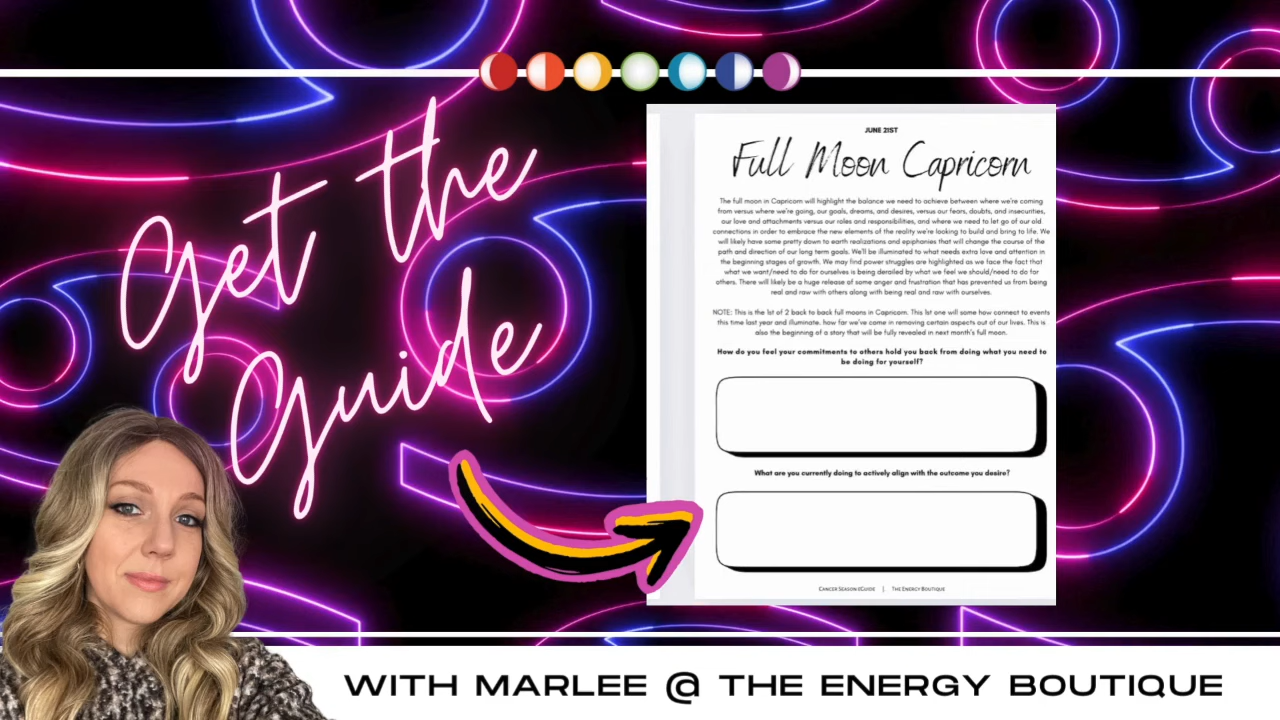 Get the
Guide
JUNE 21ST
Full Moon Capricorn
The full moon in Capricorn will highlight the balance we need to achieve between where we're coming
from versus where we're going, our goals, dreams, and desires, versus our fears, doubts, and insecurities,
our love and attachments versus our roles and responsibilities, and where we need to let go of our old
connections in order to embrace the new elements of the reality we're looking to build and bring to life. We
will likely have some pretty down to earth realizations and epiphanies that will change the course of the
path and direction of our long term goals. We'll be illuminated to what needs extra love and attention in
the beginning stages of growth. We may find power struggles are highlighted as we face the fact that
what we want/need to do for ourselves is being derailed by what we feel we should/need to do for
others. There will likely be a huge release of some anger and frustration that has prevented us from being
real and raw with others along with being real and raw with ourselves.
NOTE: This is the 1st of 2 back to back full moons in Capricorn. This 1st one will some how connect to events
this time last year and illuminate, how far we've come in removing certain aspects out of our lives. This is
also the beginning of a story that will be fully revealed in next month's full moon.
How do you feel your commitments to others hold you back from doing what you need to
be doing for yourself?
What are you currently doing to actively align with the outcome you desire?
CANCER SEASON EGUIDE | THE ENERGY BOUTIQUE
WITH MARLEE @ THE ENERGY BOUTIQUE